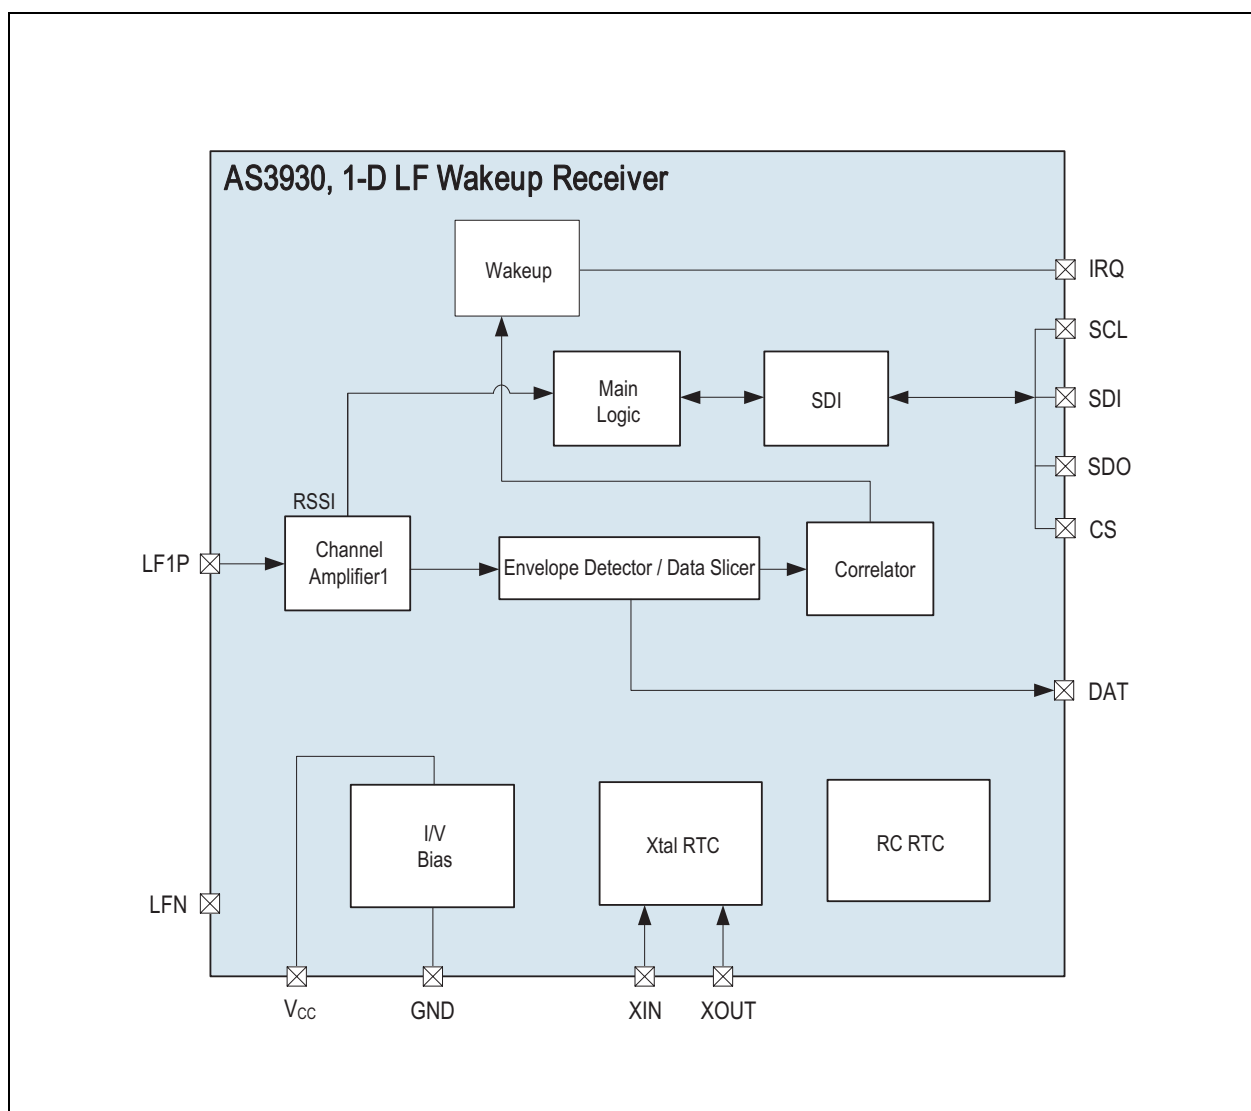 AS3930, 1-D LF Wakeup Receiver
Wakeup
IRQ
SCL
Main
Logic
SDI
SDI
SDO
RSSI
CS
LF1P
Channel
Amplifier1
Envelope Detector / Data Slicer
Correlator
DAT
I/V
Bias
Xtal RTC
RC RTC
LFN
VCC
GND
XIN
XOUT